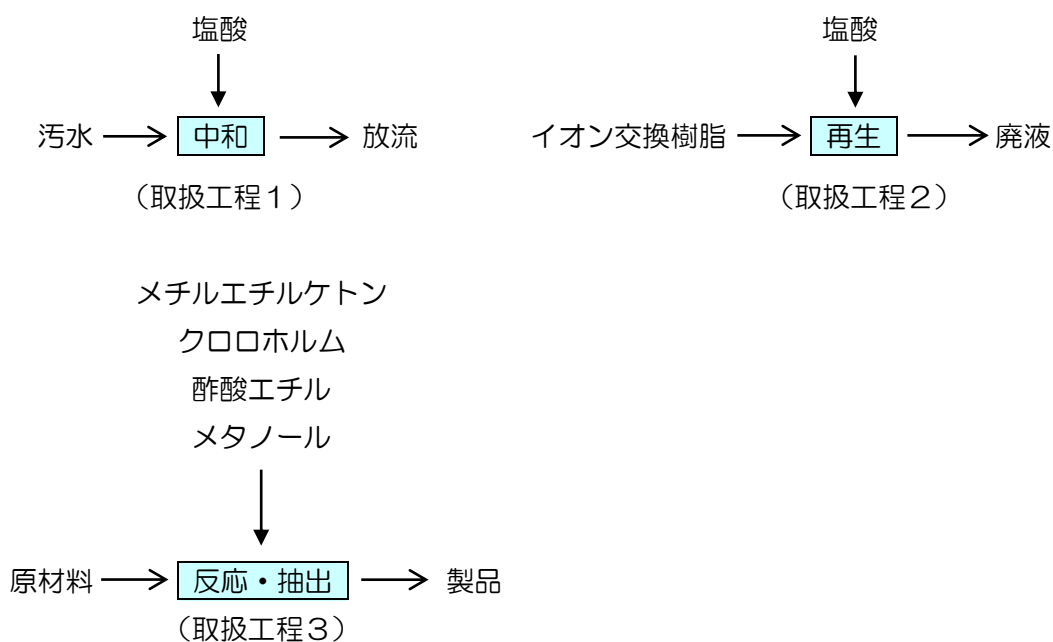 塩酸
汚水
中和
放流
（取扱工程１）
塩酸
イオン交換樹脂
再生
廃液
（取扱工程２）
メチルエチルケトン
クロロホルム
酢酸エチル
メタノール
原材料
反応・抽出
製品
（取扱工程３）